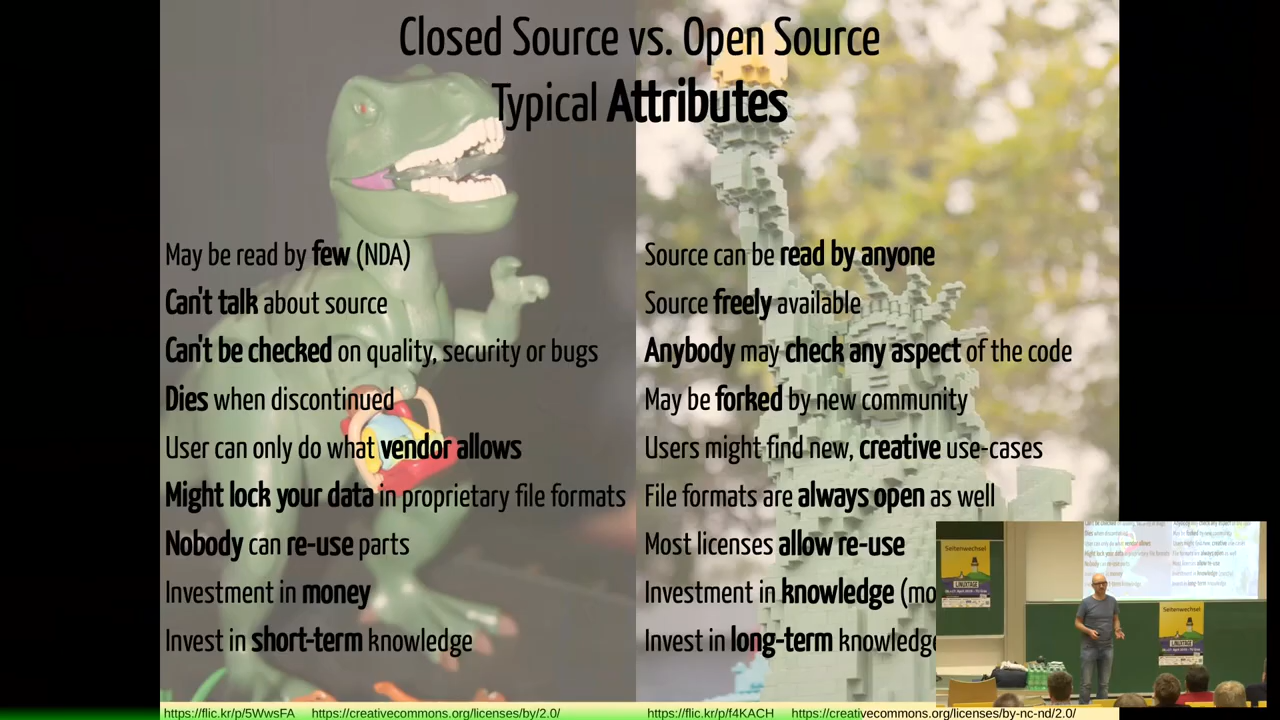 Closed Source vs. Open Source
Typical Attributes
May be read by few (NDA)
Can't talk about source
Can't be checked on quality, security or bugs
Dies when discontinued
User can only do what vendor allows
Might lock your data in proprietary file formats
Nobody can re-use parts
Investment in money
Invest in short-term knowledge
Source can be read by anyone
Source freely available
Anybody may check any aspect of the code
May be forked by new community
Users might find new, creative use-cases
File formats are always open as well
Most licenses allow re-use
Investment in knowledge (mo
Invest in long-term knowledge
https://flic.kr/p/5WwsFA https://creativecommons.org/licenses/by/2.0/
https://flic.kr/p/f4KACH https://creativecommons.org/licenses/by-nc-nd/2.0/
Seitenwechsel
LINUXTAGE
Seitenwechsel
LINUXTAGE